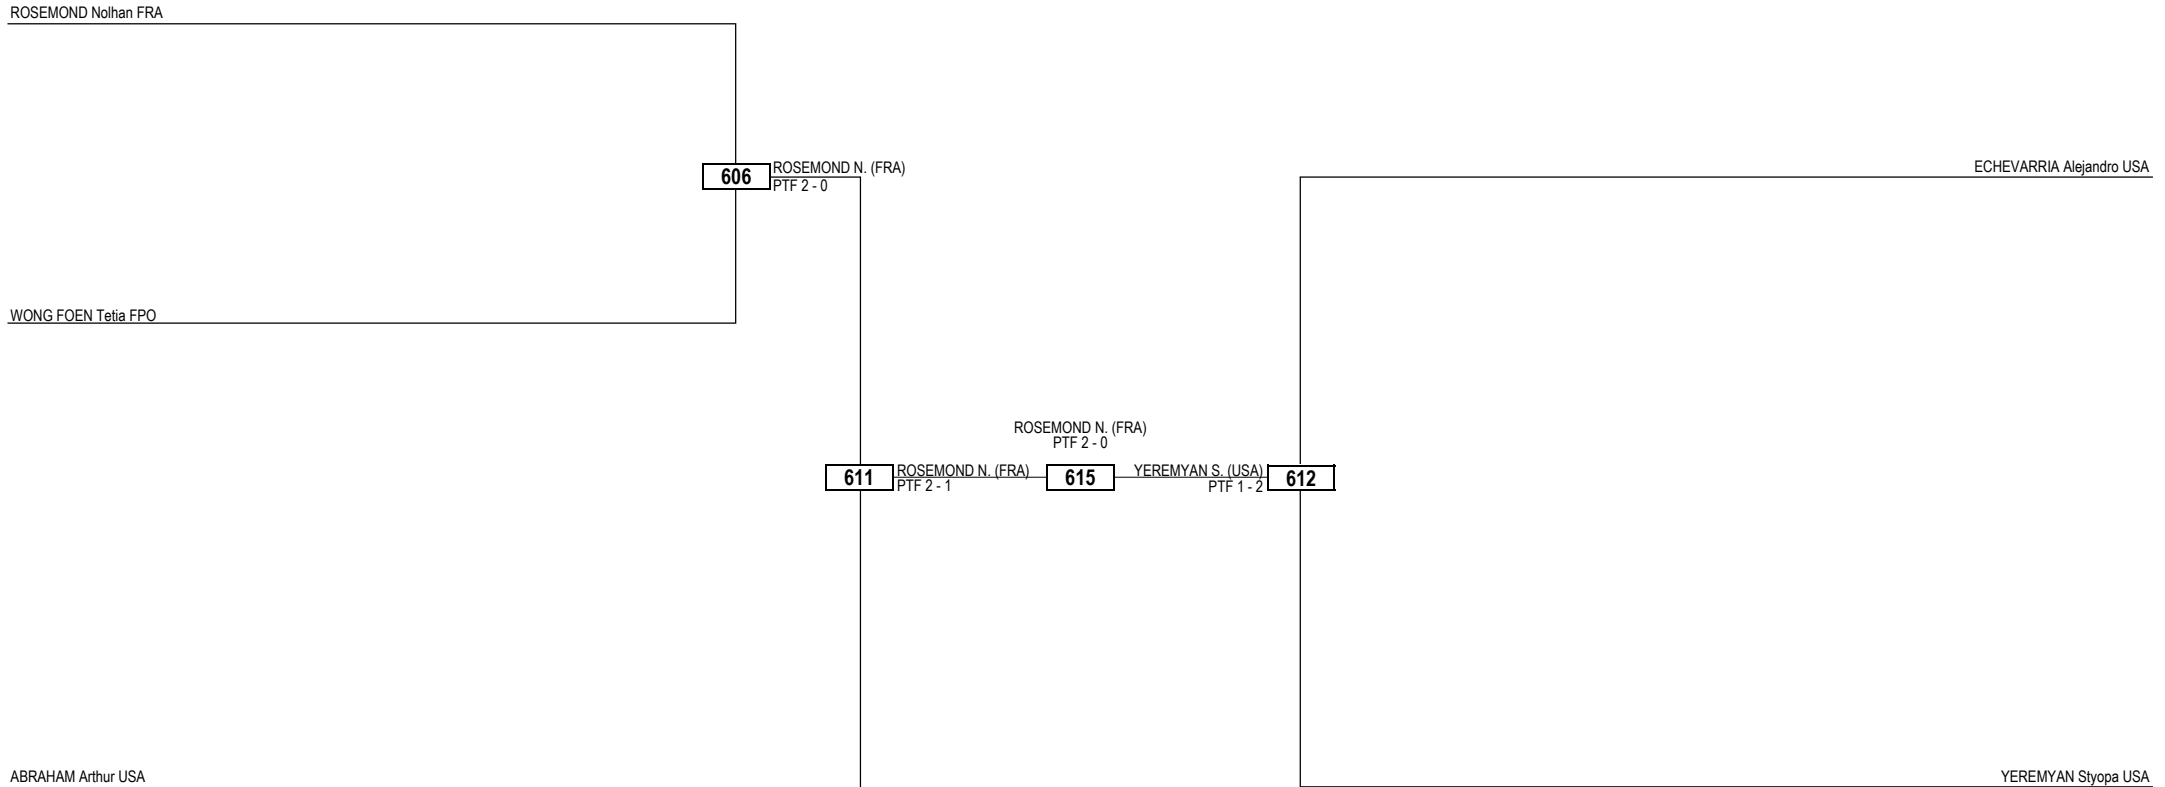 ROSEMOND Nolhan FRA
606
ROSEMOND N. (FRA)
PTF 2 - 0
ECHEVARRIA Alejandro USA
WONG FOEN Tetia FPO
ROSEMOND N. (FRA)
PTF 2 - 0
611
ROSEMOND N. (FRA)
PTF 2 - 1
615
YEREMYAN S. (USA)
PTF 1 - 2
612
ABRAHAM Arthur USA
YEREMYAN Styopa USA